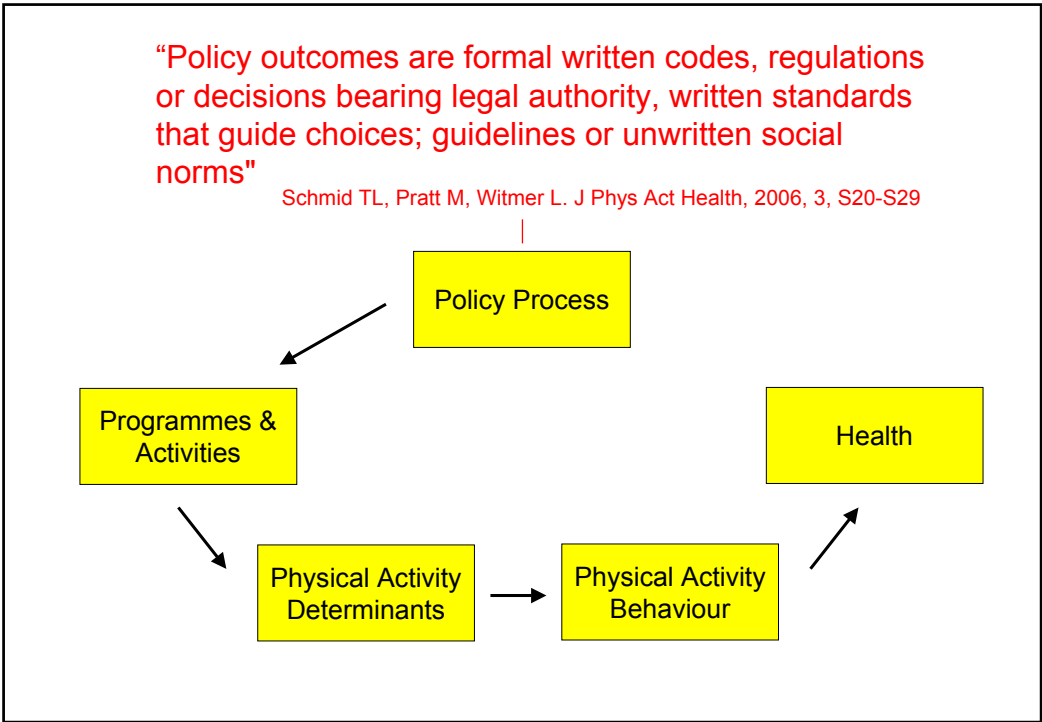 “Policy outcomes are formal written codes, regulations
or decisions bearing legal authority, written standards
that guide choices; guidelines or unwritten social
norms"
Schmid TL, Pratt M, Witmer L. J Phys Act Health, 2006, 3, S20-S29
Policy Process
Programmes &
Activities
Health
Physical Activity
Determinants
Physical Activity
Behaviour